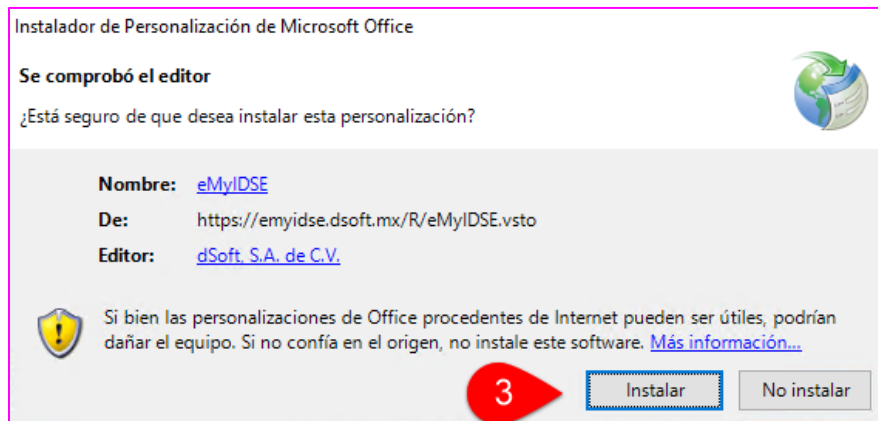 Instalador de Personalización de Microsoft Office
Se comprobó el editor
¿Está seguro de que desea instalar esta personalización?
Nombre: eMyIDSE
De: https://emyidse.dsoft.mx/R/eMyIDSE.vsto
Editor: dSoft, S.A. de C.V.
Si bien las personalizaciones de Office procedentes de Internet pueden ser útiles, podrían
dañar el equipo. Si no confía en el origen, no instale este software. Más información...
3 Instalar No instalar